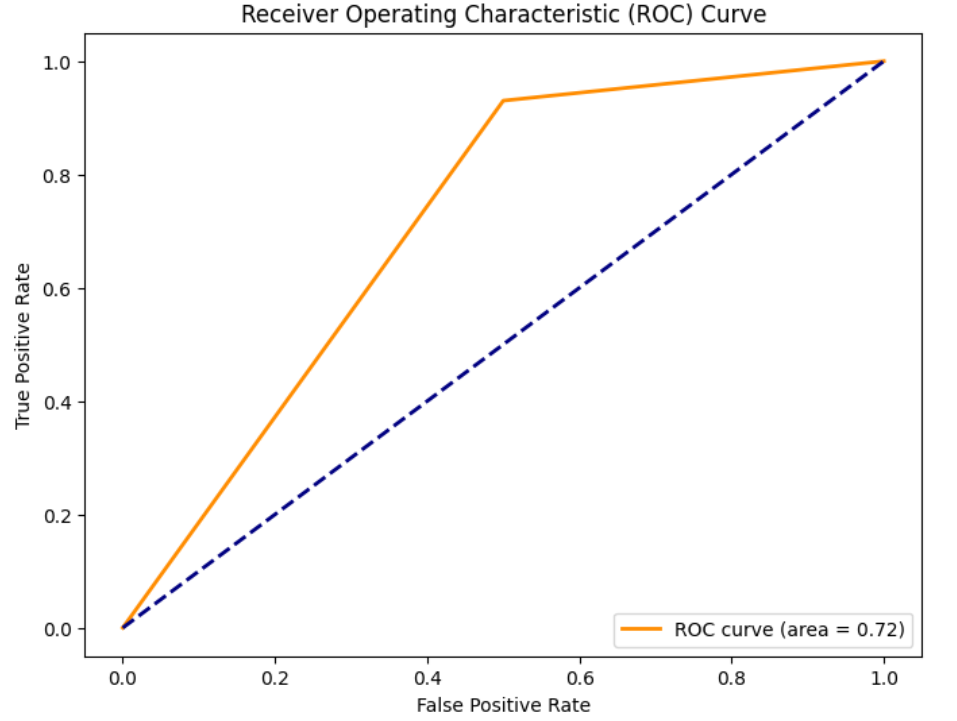 Receiver Operating Characteristic (ROC) Curve
True Positive Rate
1.0
0.8
0.6
0.4
0.2
0.0
ROC curve (area = 0.72)
0.0 0.2 0.4 0.6 0.8 1.0
False Positive Rate